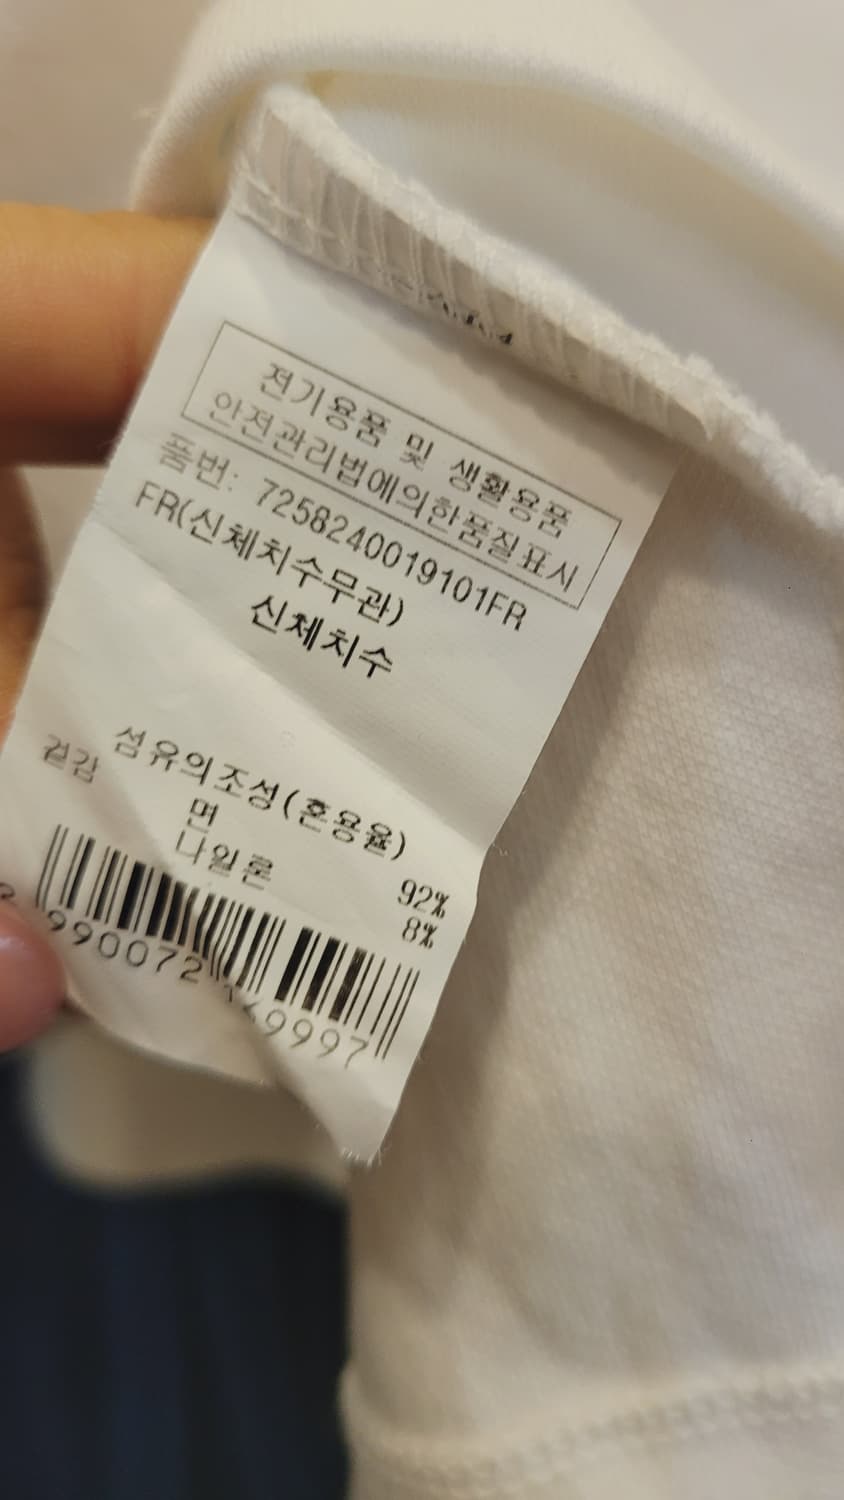 전기용품 및 생활용품
안전관리법에의한품질표시
품번: 7258240019101FR
FR(신체치수무관)
신체치수
섬유의조성(혼용율)
겉감
면 92%
나일론 8%
990072 69997